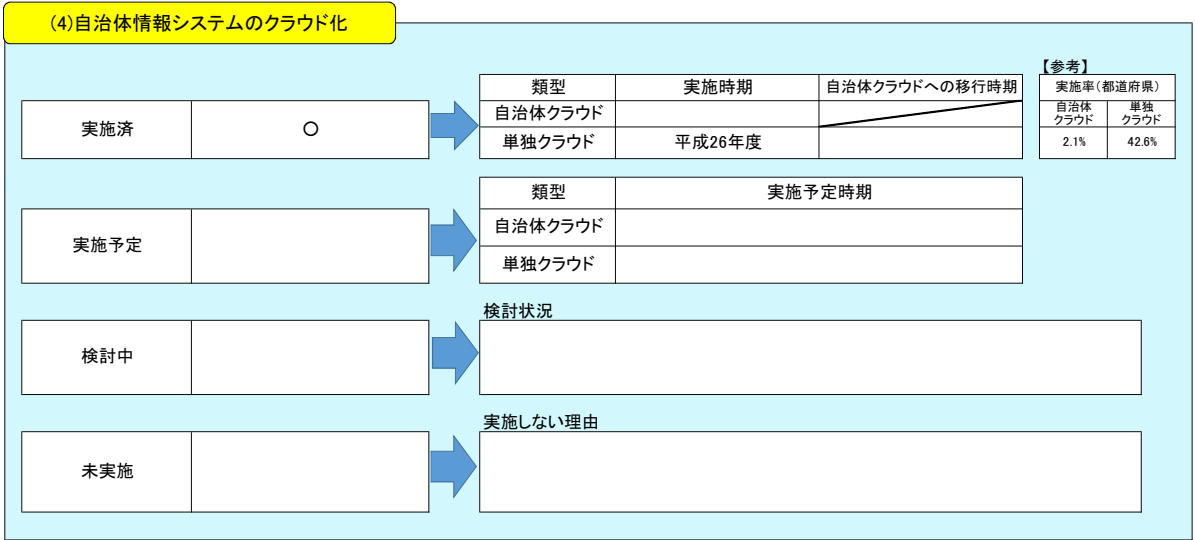 (4)自治体情報システムのクラウド化
【参考】
類型 実施時期 自治体クラウドへの移行時期
実施率(都道府県)
実施済 ○
自治体クラウド
単独クラウド 平成26年度
自治体
クラウド
単独
クラウド
2.1% 42.6%
類型 実施予定時期
実施予定
自治体クラウド
単独クラウド
検討状況
検討中
実施しない理由
未実施